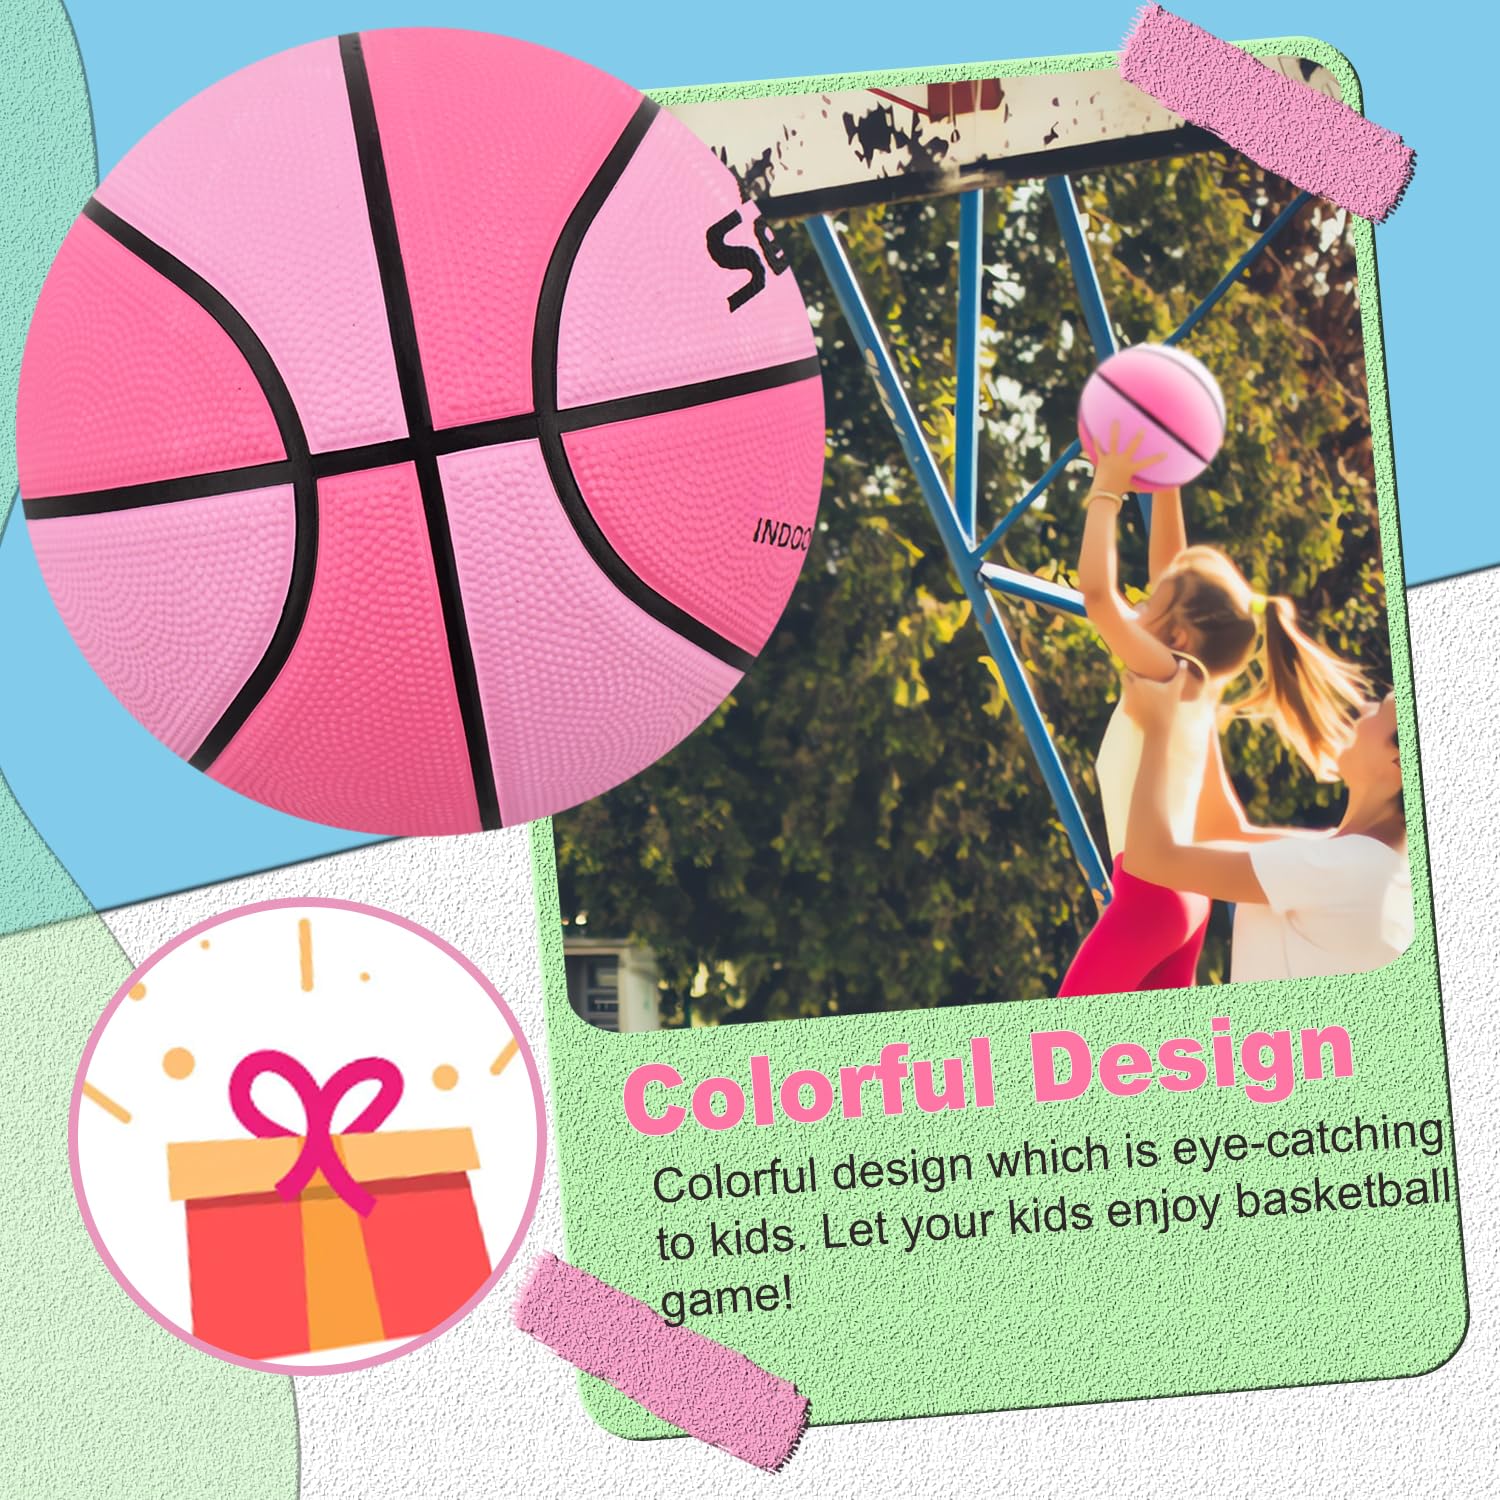 Colorful Design
Colorful design which is eye-catching
to kids. Let your kids enjoy basketball
game!